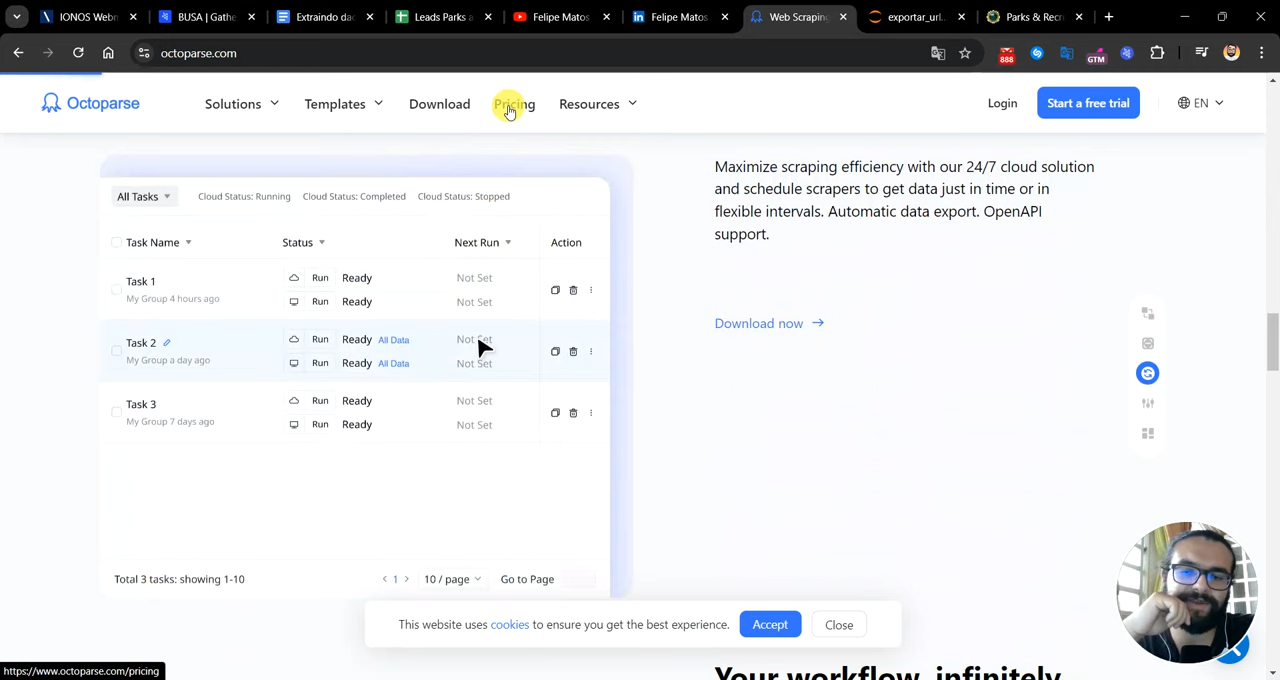 IONOS Webm
BUSA | Gathe
Extraindo dad
Leads Parks a
Felipe Matos
Felipe Matos
Web Scraping
exportar_url...
Parks & Recr
octoparse.com
888
GTM
Octoparse
Solutions
Templates
Download
Pricing
Resources
Login
Start a free trial
EN
All Tasks
Cloud Status: Running
Cloud Status: Completed
Cloud Status: Stopped
Task Name
Status
Next Run
Action
Task 1
My Group 4 hours ago
Run Ready Not Set
Run Ready Not Set
Task 2
My Group a day ago
Run Ready All Data Not Set
Run Ready All Data Not Set
Task 3
My Group 7 days ago
Run Ready Not Set
Run Ready Not Set
Total 3 tasks: showing 1-10
1
10 / page
Go to Page
Maximize scraping efficiency with our 24/7 cloud solution
and schedule scrapers to get data just in time or in
flexible intervals. Automatic data export. OpenAPI
support.
Download now
This website uses cookies to ensure you get the best experience.
Accept
Close
Your workflow, infinitely
https://www.octoparse.com/pricing